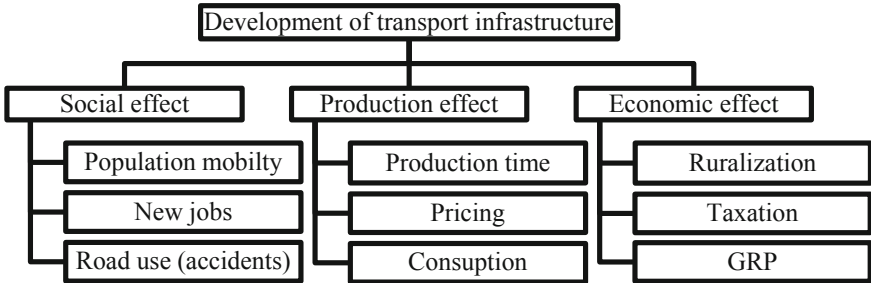 Development of transport infrastructure
Social effect
Population mobilty
New jobs
Road use (accidents)
Production effect
Production time
Pricing
Consuption
Economic effect
Ruralization
Taxation
GRP